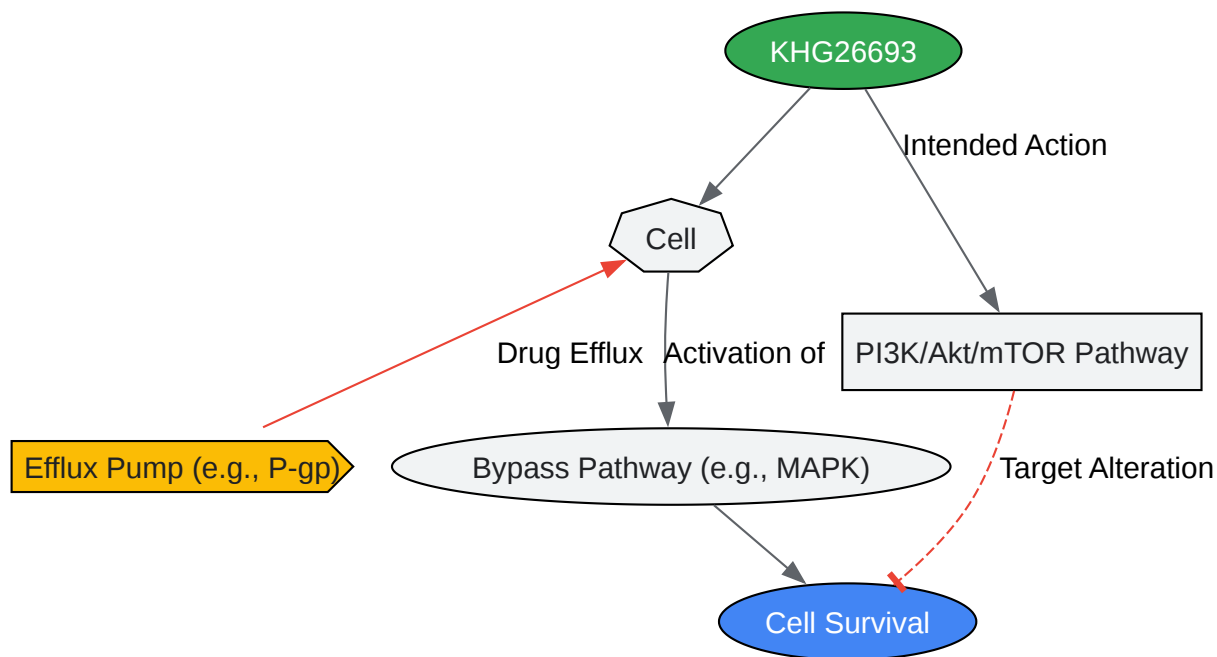 KHG26693
Intended Action
Cell
Drug Efflux
Activation of
PI3K/Akt/mTOR Pathway
Efflux Pump (e.g., P-gp)
Bypass Pathway (e.g., MAPK)
Target Alteration
Cell Survival